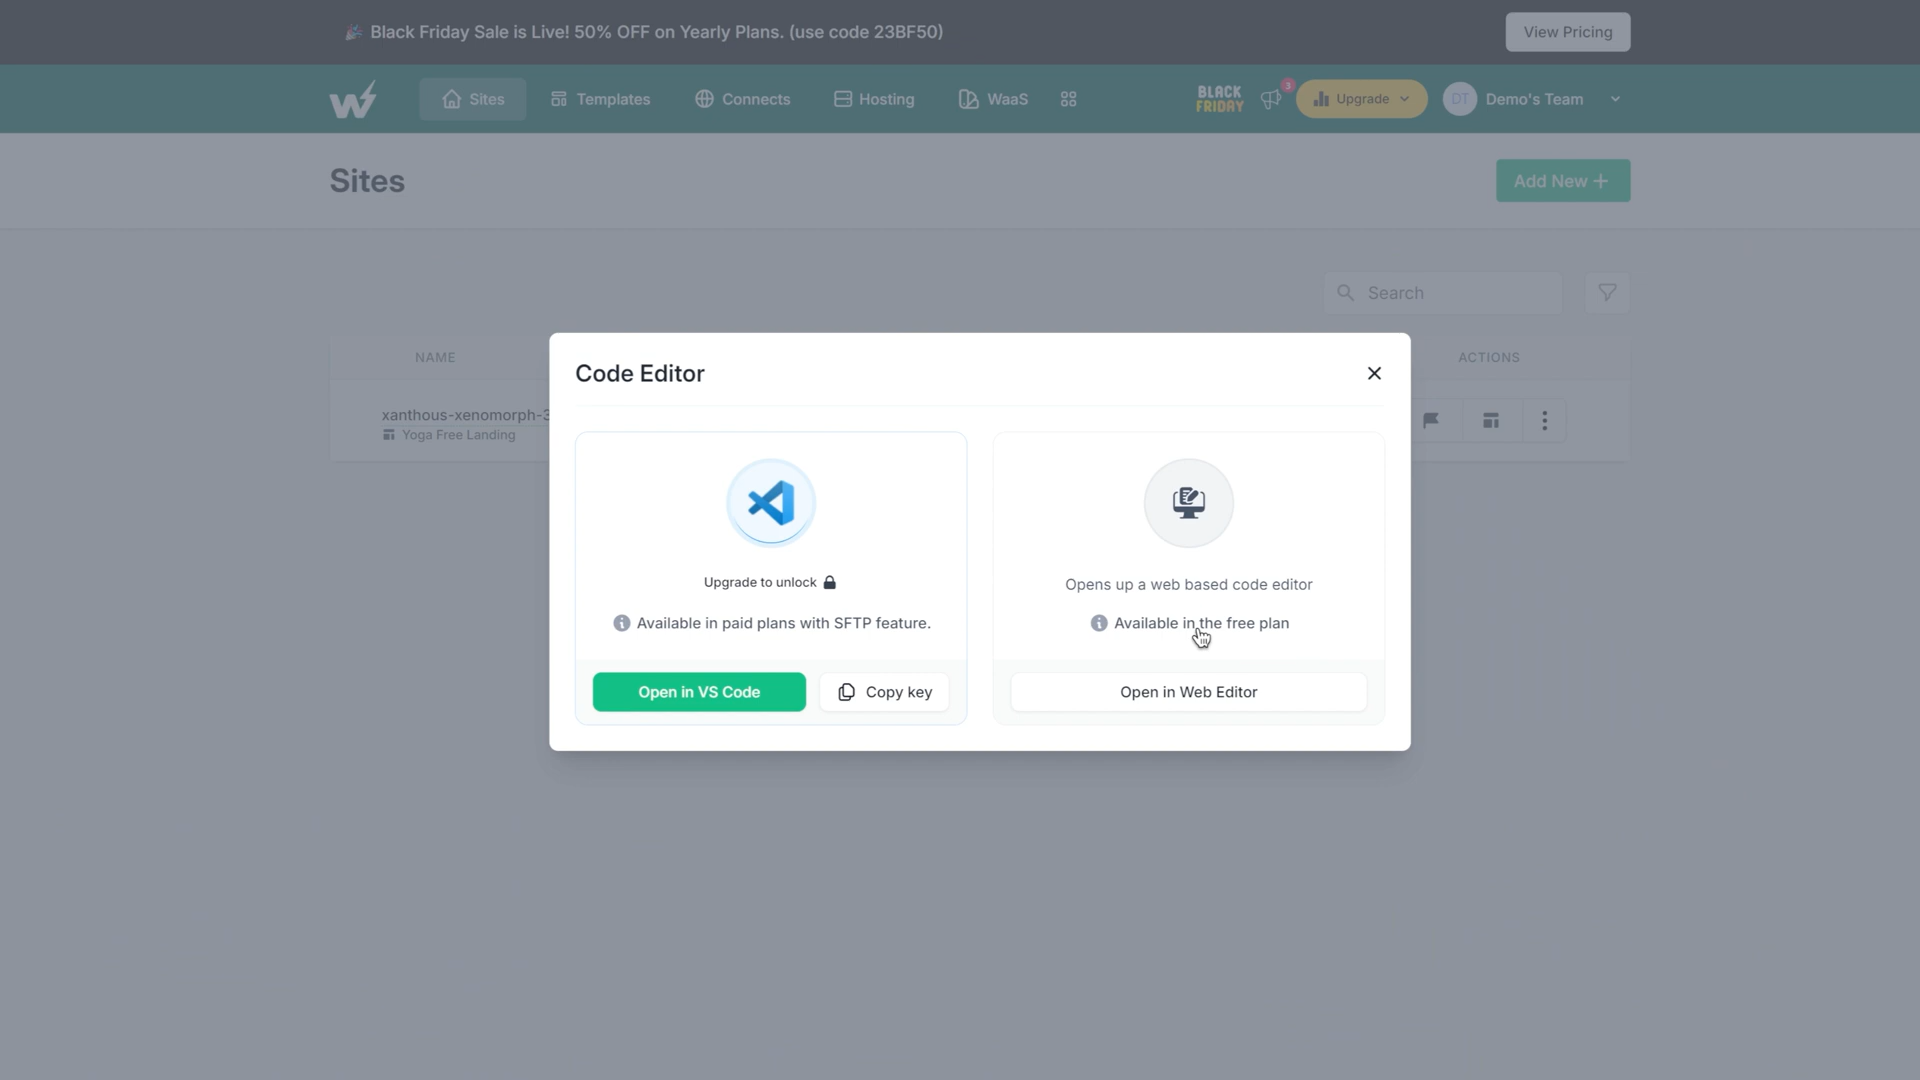 🎉 Black Friday Sale is Live! 50% OFF on Yearly Plans. (use code 23BF50)
View Pricing
Sites
Templates
Connects
Hosting
WaaS
BLACK
FRIDAY
3
Upgrade
DT
Demo's Team
Sites
Add New +
Search
NAME
ACTIONS
xanthous-xenomorph-3
Yoga Free Landing
Code Editor
Upgrade to unlock
Available in paid plans with SFTP feature.
Open in VS Code
Copy key
Opens up a web based code editor
Available in the free plan
Open in Web Editor